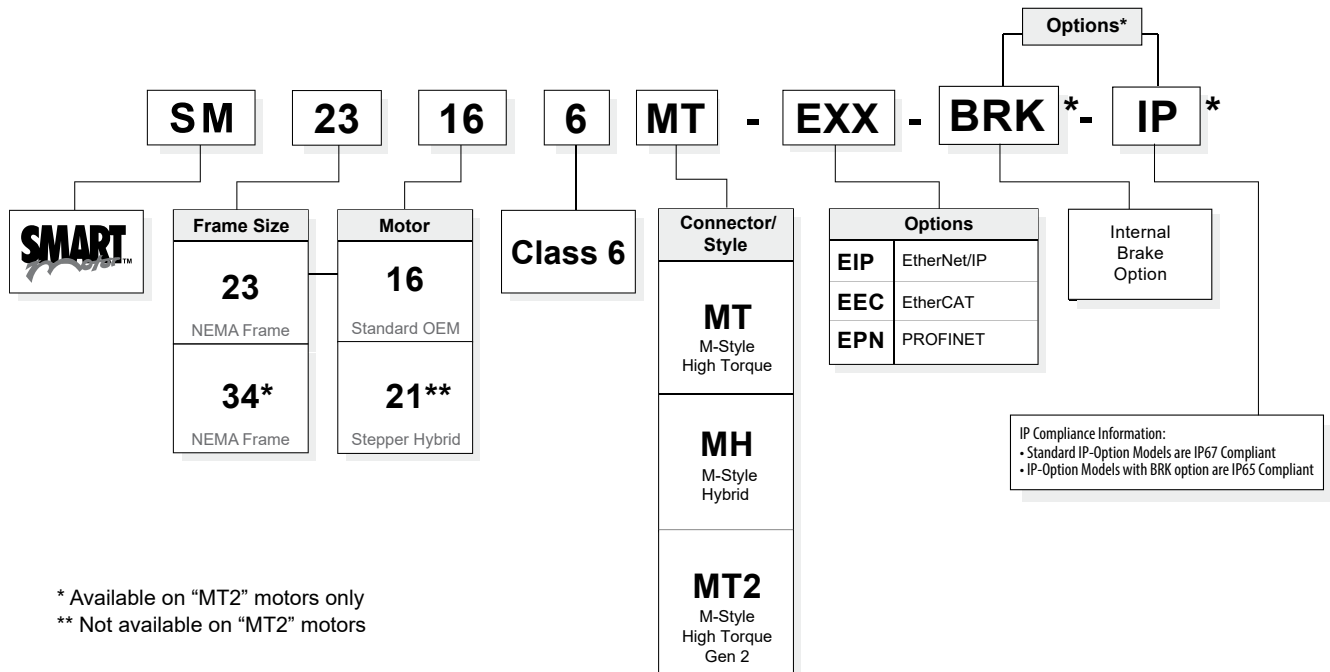 Options*
SM 23 16 6 MT - EXX - BRK *- IP *
SMART
Motor™
Frame Size
23
NEMA Frame
34*
NEMA Frame
Motor
16
Standard OEM
21**
Stepper Hybrid
Class 6
Connector/
Style
MT
M-Style
High Torque
MH
M-Style
Hybrid
MT2
M-Style
High Torque
Gen 2
Options
EIP EtherNet/IP
EEC EtherCAT
EPN PROFINET
Internal
Brake
Option
IP Compliance Information:
• Standard IP-Option Models are IP67 Compliant
• IP-Option Models with BRK option are IP65 Compliant
* Available on “MT2” motors only
** Not available on “MT2” motors